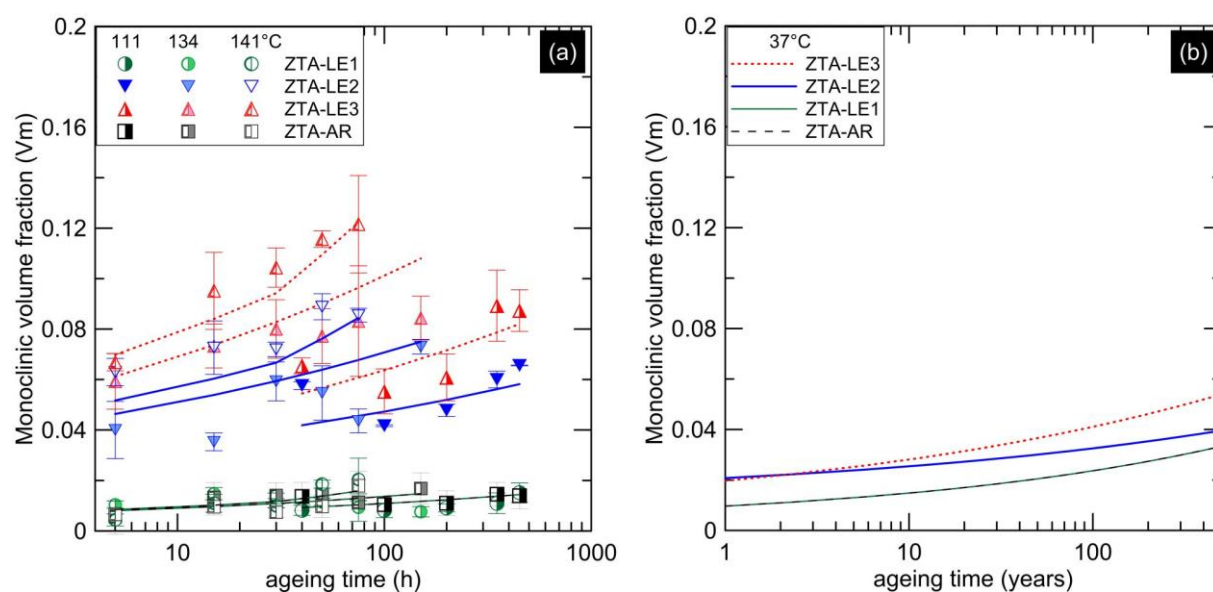 111 134 141°C
ZTA-LE1
ZTA-LE2
ZTA-LE3
ZTA-AR
(a)
0.2
0.16
0.12
0.08
0.04
0
Monoclinic volume fraction (Vm)
10 100 1000
ageing time (h)
37°C
ZTA-LE3
ZTA-LE2
ZTA-LE1
ZTA-AR
(b)
0.2
0.16
0.12
0.08
0.04
0
Monoclinic volume fraction (Vm)
1 10 100
ageing time (years)